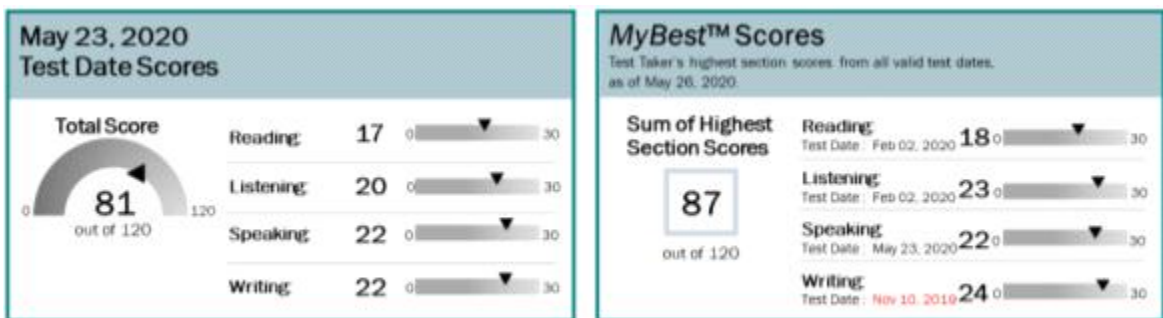 May 23, 2020
Test Date Scores
Total Score
0
81
120
out of 120
Reading 17 0 30
Listening 20 0 30
Speaking 22 0 30
Writing 22 0 30
MyBest™ Scores
Test Taker's highest section scores from all valid test dates,
as of May 26, 2020.
Sum of Highest
Section Scores
87
out of 120
Reading
Test Date : Feb 02, 2020 18 0 30
Listening
Test Date : Feb 02, 2020 23 0 30
Speaking
Test Date : May 23, 2020 22 0 30
Writing
Test Date : Nov 10, 2019 24 0 30